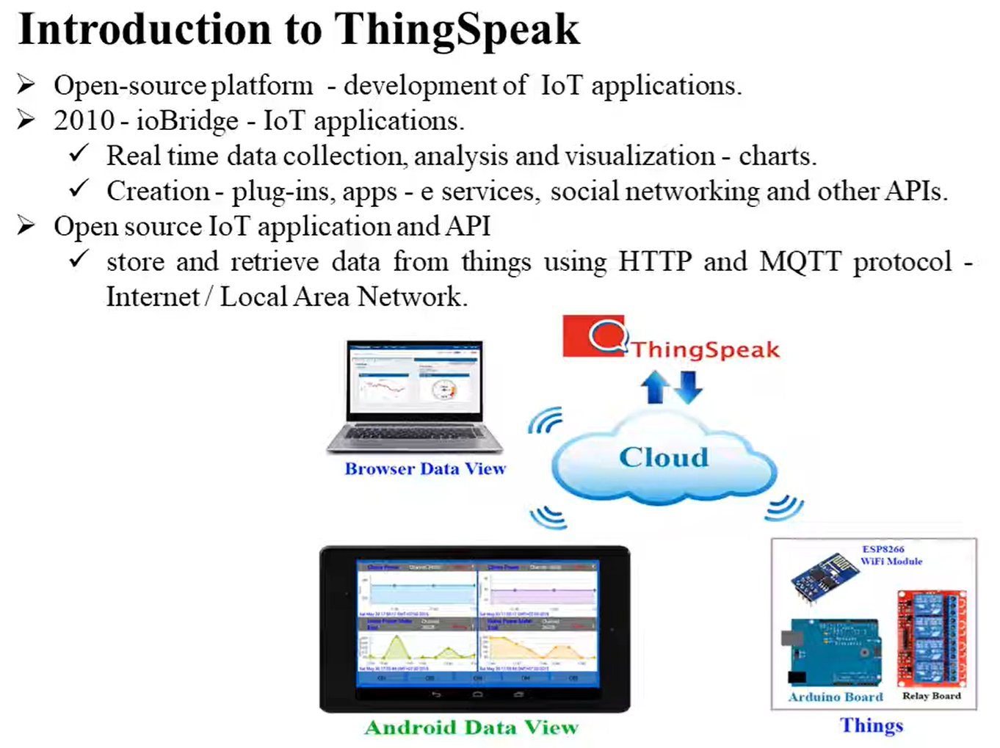 Introduction to ThingSpeak
Open-source platform - development of IoT applications.
2010 - ioBridge - IoT applications.
Real time data collection, analysis and visualization - charts.
Creation - plug-ins, apps - e services, social networking and other APIs.
Open source IoT application and API
store and retrieve data from things using HTTP and MQTT protocol -
Internet / Local Area Network.
ThingSpeak
Cloud
Browser Data View
ESP8266
WiFi Module
Arduino Board
Relay Board
Android Data View
Things